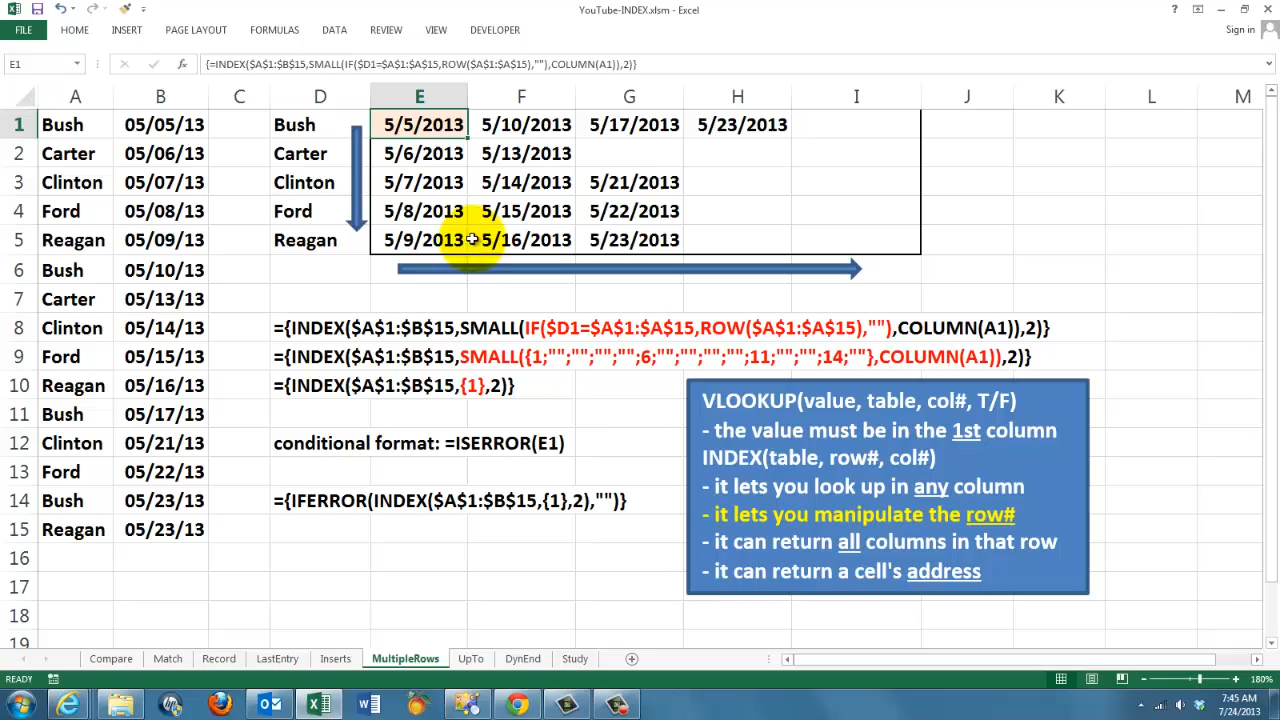 YouTube-INDEX.xlsm - Excel
FILE HOME INSERT PAGE LAYOUT FORMULAS DATA REVIEW VIEW DEVELOPER Sign in
E1 fx {=INDEX($A$1:$B$15,SMALL(IF($D1=$A$1:$A$15,ROW($A$1:$A$15),""),COLUMN(A1)),2)}
A B C D E F G H I J K L M
1 Bush 05/05/13 Bush 5/5/2013 5/10/2013 5/17/2013 5/23/2013
2 Carter 05/06/13 Carter 5/6/2013 5/13/2013
3 Clinton 05/07/13 Clinton 5/7/2013 5/14/2013 5/21/2013
4 Ford 05/08/13 Ford 5/8/2013 5/15/2013 5/22/2013
5 Reagan 05/09/13 Reagan 5/9/2013 5/16/2013 5/23/2013
6 Bush 05/10/13
7 Carter 05/13/13
8 Clinton 05/14/13 ={INDEX($A$1:$B$15,SMALL(IF($D1=$A$1:$A$15,ROW($A$1:$A$15),""),COLUMN(A1)),2)}
9 Ford 05/15/13 ={INDEX($A$1:$B$15,SMALL({1;"";"";"";"";6;"";"";"";"";11;"";"";14;""},COLUMN(A1)),2)}
10 Reagan 05/16/13 ={INDEX($A$1:$B$15,{1},2)}
11 Bush 05/17/13
12 Clinton 05/21/13 conditional format: =ISERROR(E1)
13 Ford 05/22/13
14 Bush 05/23/13 ={IFERROR(INDEX($A$1:$B$15,{1},2),"")}
15 Reagan 05/23/13
16
17
18
19
VLOOKUP(value, table, col#, T/F)
- the value must be in the 1st column
INDEX(table, row#, col#)
- it lets you look up in any column
- it lets you manipulate the row#
- it can return all columns in that row
- it can return a cell's address
Compare Match Record LastEntry Inserts MultipleRows UpTo DynEnd Study
READY 180%
7:45 AM
7/24/2013